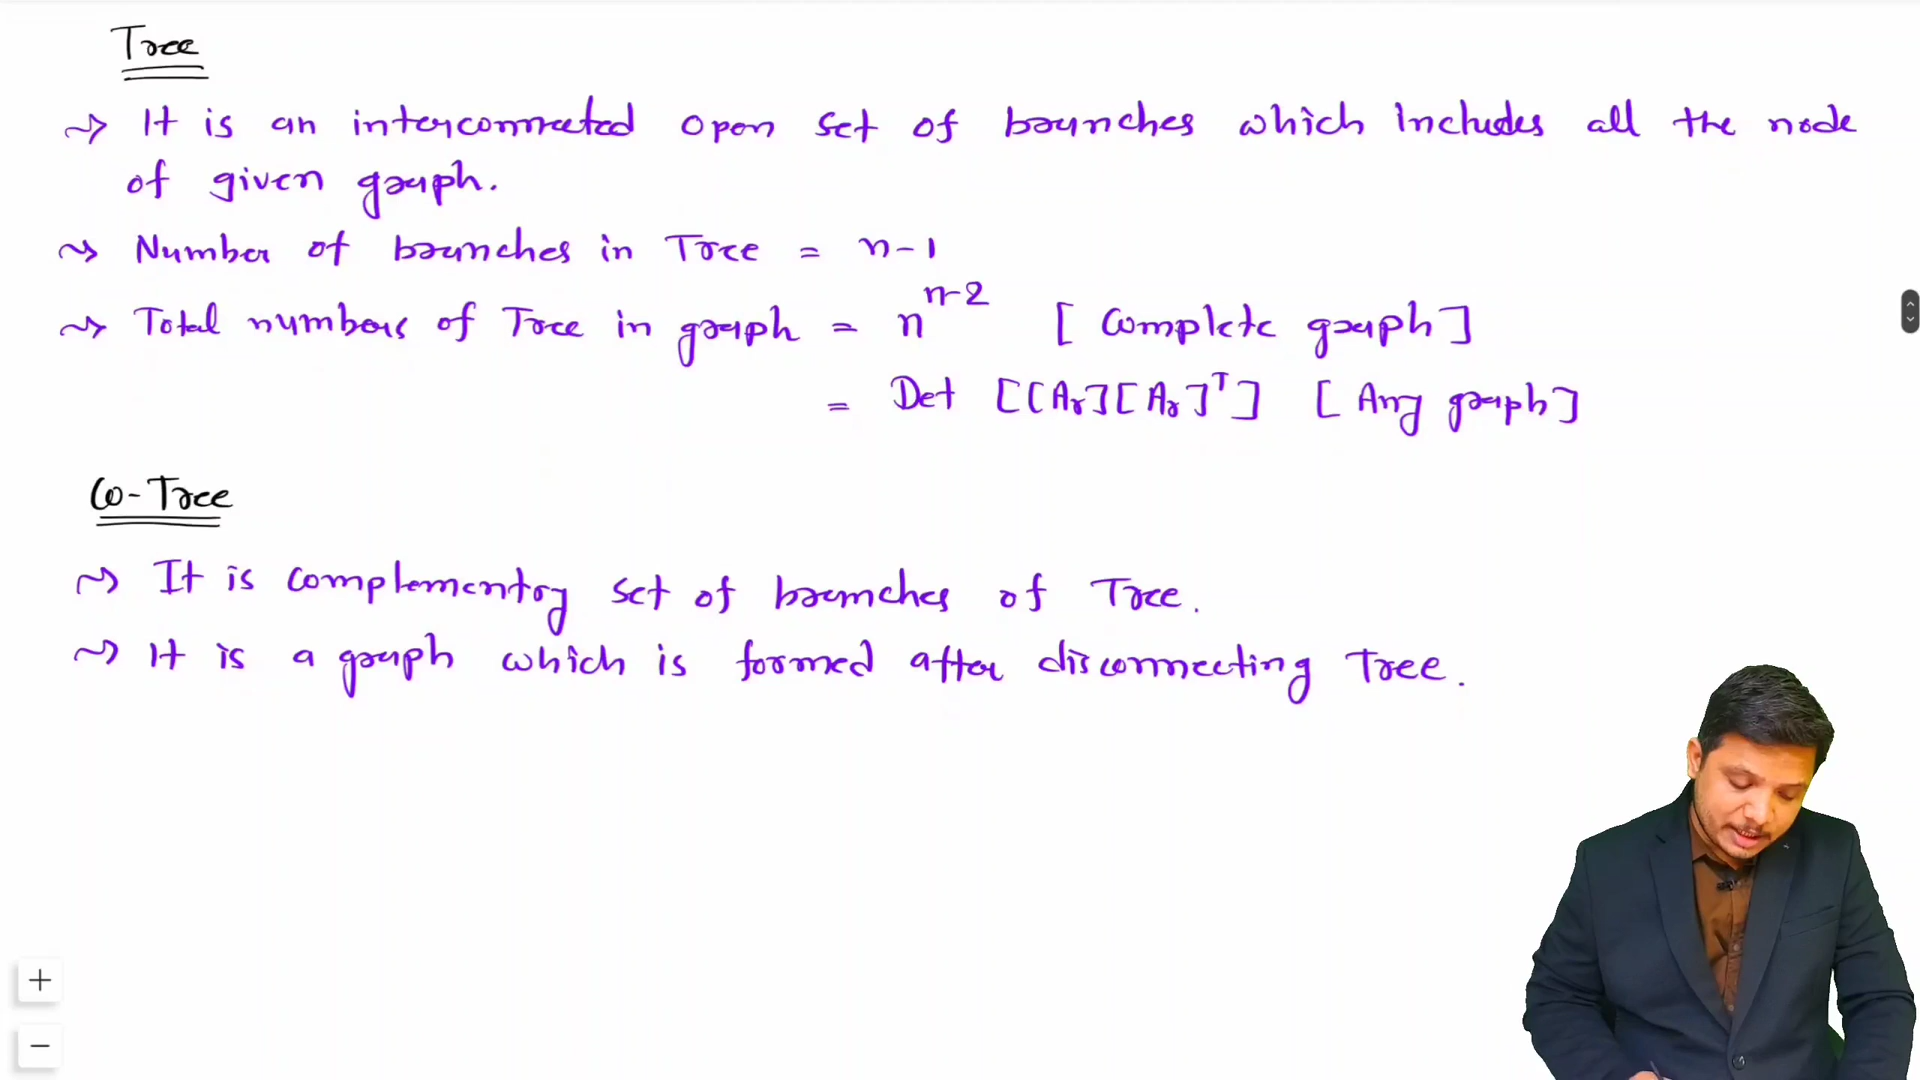 Tree
→ It is an interconnected open set of branches which includes all the node
of given graph.
→ Number of branches in Tree = n-1
→ Total numbers of Tree in graph = n^{n-2} [Complete graph]
= Det [[Ar][Ar]^T] [Any graph]
Co-Tree
→ It is complementry set of branches of Tree.
→ It is a graph which is formed after disconnecting Tree.